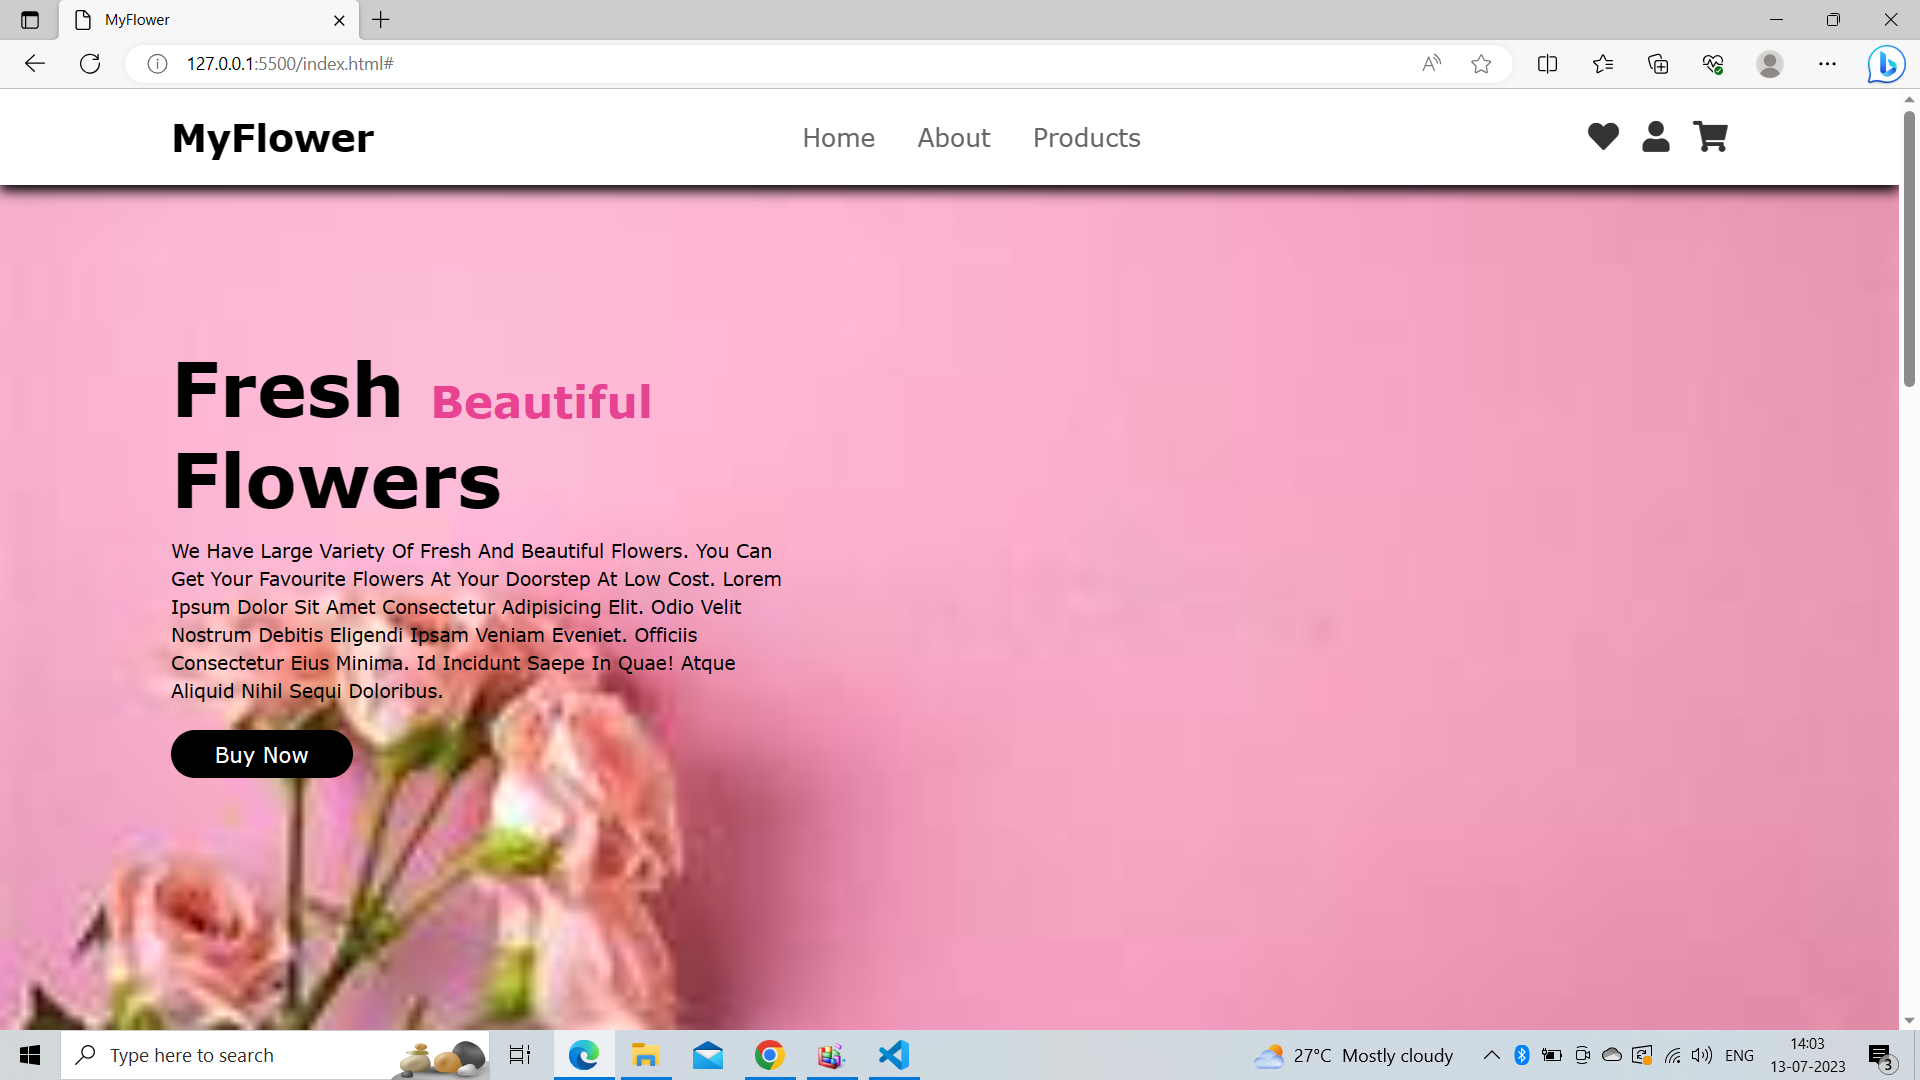 MyFlower
127.0.0.1:5500/index.html#
MyFlower
Home About Products
Fresh Beautiful
Flowers
We Have Large Variety Of Fresh And Beautiful Flowers. You Can
Get Your Favourite Flowers At Your Doorstep At Low Cost. Lorem
Ipsum Dolor Sit Amet Consectetur Adipisicing Elit. Odio Velit
Nostrum Debitis Eligendi Ipsam Veniam Eveniet. Officiis
Consectetur Eius Minima. Id Incidunt Saepe In Quae! Atque
Aliquid Nihil Sequi Doloribus.
Buy Now
Type here to search
27°C Mostly cloudy
ENG
14:03
13-07-2023
3